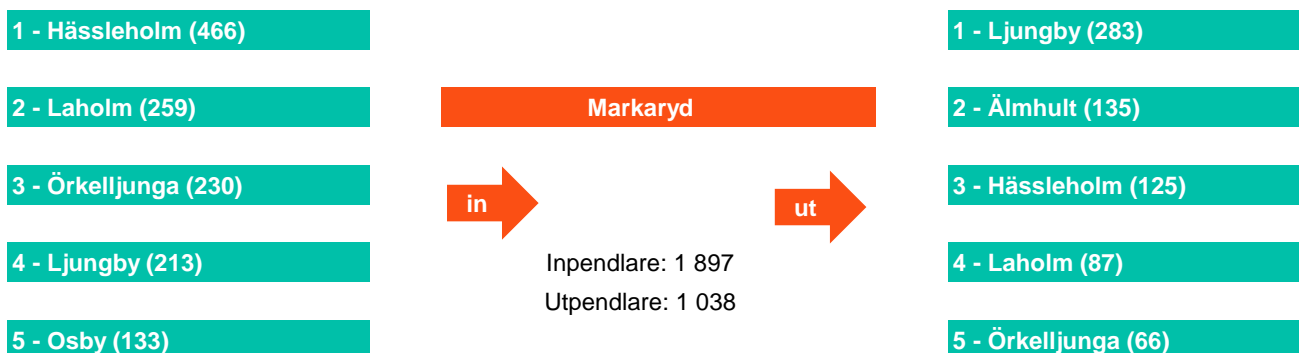 1 - Hässleholm (466)
2 - Laholm (259)
3 - Örkelljunga (230)
4 - Ljungby (213)
5 - Osby (133)
Markaryd
in
ut
Inpendlare: 1 897
Utpendlare: 1 038
1 - Ljungby (283)
2 - Älmhult (135)
3 - Hässleholm (125)
4 - Laholm (87)
5 - Örkelljunga (66)